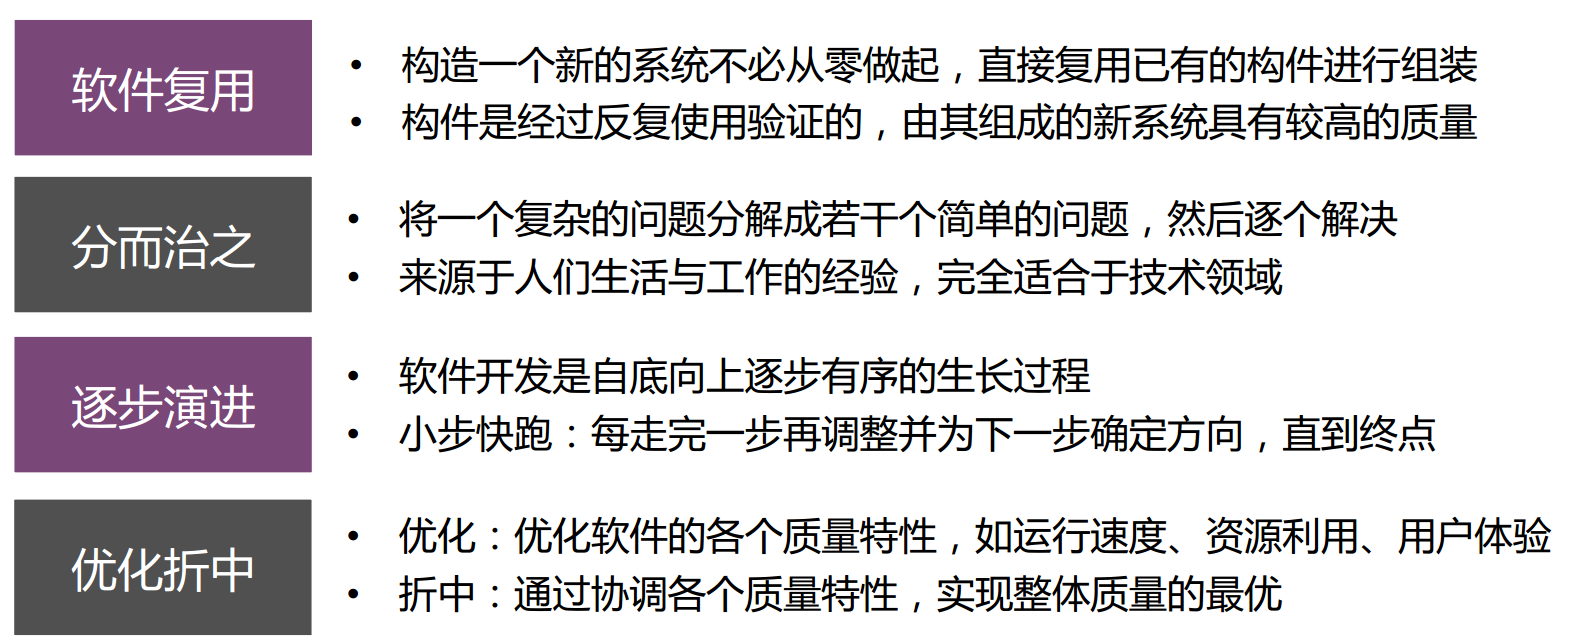 软件复用
• 构造一个新的系统不必从零做起，直接复用已有的构件进行组装
• 构件是经过反复使用验证的，由其组成的新系统具有较高的质量
分而治之
• 将一个复杂的问题分解成若干个简单的问题，然后逐个解决
• 来源于人们生活与工作的经验，完全适合于技术领域
逐步演进
• 软件开发是自底向上逐步有序的生长过程
• 小步快跑：每走完一步再调整并为下一步确定方向，直到终点
优化折中
• 优化：优化软件的各个质量特性，如运行速度、资源利用、用户体验
• 折中：通过协调各个质量特性，实现整体质量的最优